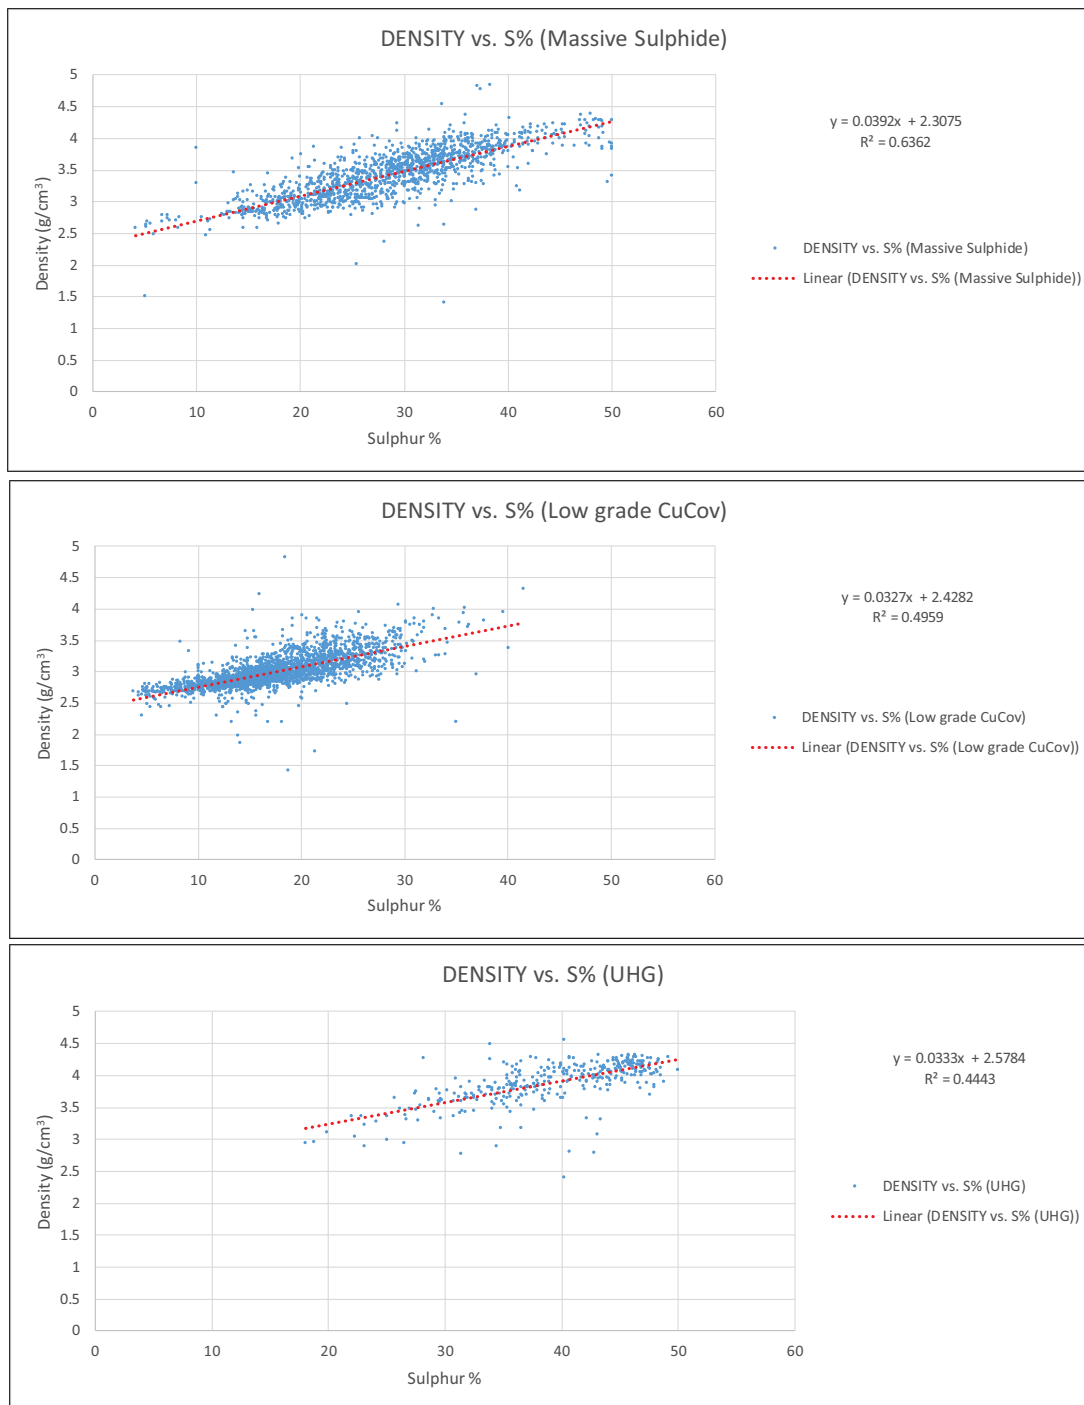 DENSITY vs. S% (Massive Sulphide)
5
4.5
4
3.5
3
2.5
2
1.5
1
0.5
0
Density (g/cm³)
0 10 20 30 40 50 60
Sulphur %
y = 0.0392x + 2.3075
R² = 0.6362
DENSITY vs. S% (Massive Sulphide)
Linear (DENSITY vs. S% (Massive Sulphide))
DENSITY vs. S% (Low grade CuCov)
5
4.5
4
3.5
3
2.5
2
1.5
1
0.5
0
Density (g/cm³)
0 10 20 30 40 50 60
Sulphur %
y = 0.0327x + 2.4282
R² = 0.4959
DENSITY vs. S% (Low grade CuCov)
Linear (DENSITY vs. S% (Low grade CuCov))
DENSITY vs. S% (UHG)
5
4.5
4
3.5
3
2.5
2
1.5
1
0.5
0
Density (g/cm³)
0 10 20 30 40 50 60
Sulphur %
y = 0.0333x + 2.5784
R² = 0.4443
DENSITY vs. S% (UHG)
Linear (DENSITY vs. S% (UHG))